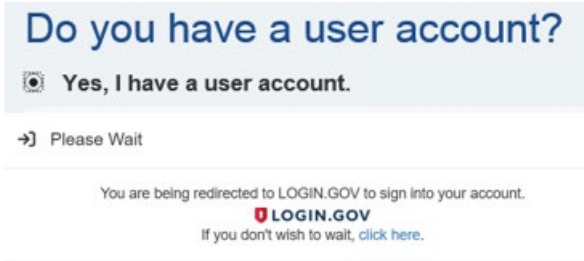 Do you have a user account?
Yes, I have a user account.
Please Wait
You are being redirected to LOGIN.GOV to sign into your account.
LOGIN.GOV
If you don't wish to wait, click here.